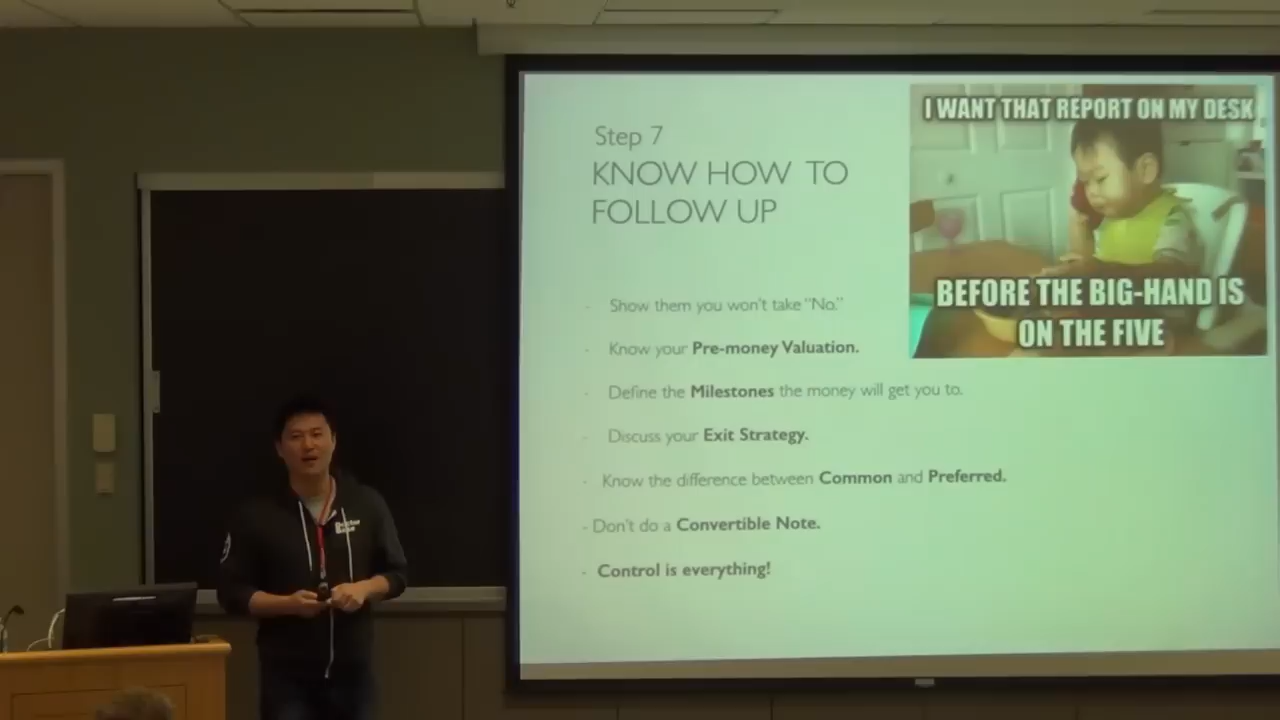 Step 7
KNOW HOW TO
FOLLOW UP
I WANT THAT REPORT ON MY DESK
BEFORE THE BIG-HAND IS
ON THE FIVE
- Show them you won't take "No."
- Know your Pre-money Valuation.
- Define the Milestones the money will get you to.
- Discuss your Exit Strategy.
- Know the difference between Common and Preferred.
- Don't do a Convertible Note.
- Control is everything!